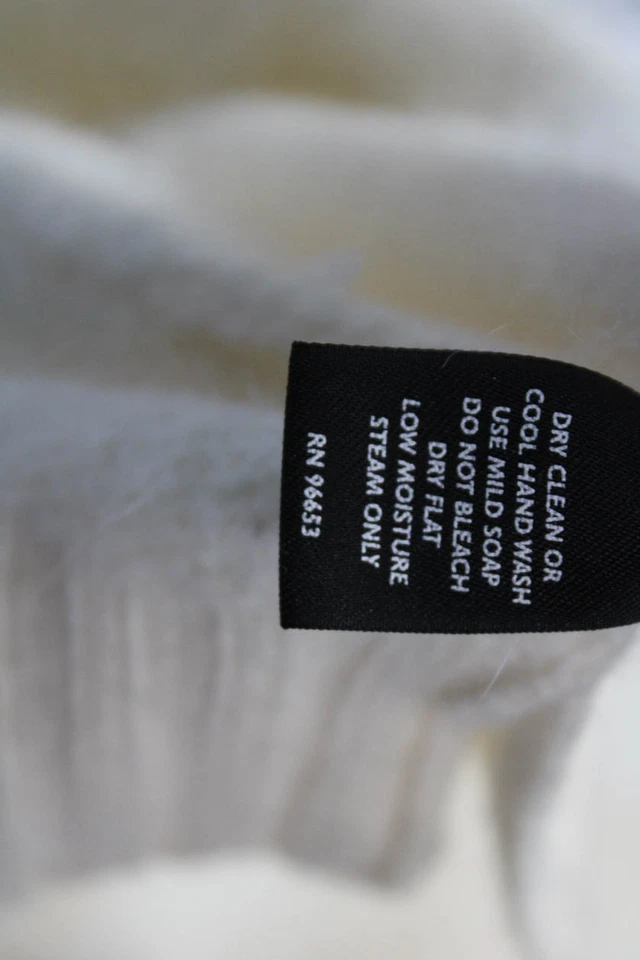 DRY CLEAN OR
COOL HAND WASH
USE MILD SOAP
DO NOT BLEACH
DRY FLAT
LOW MOISTURE
STEAM ONLY
RN 96653